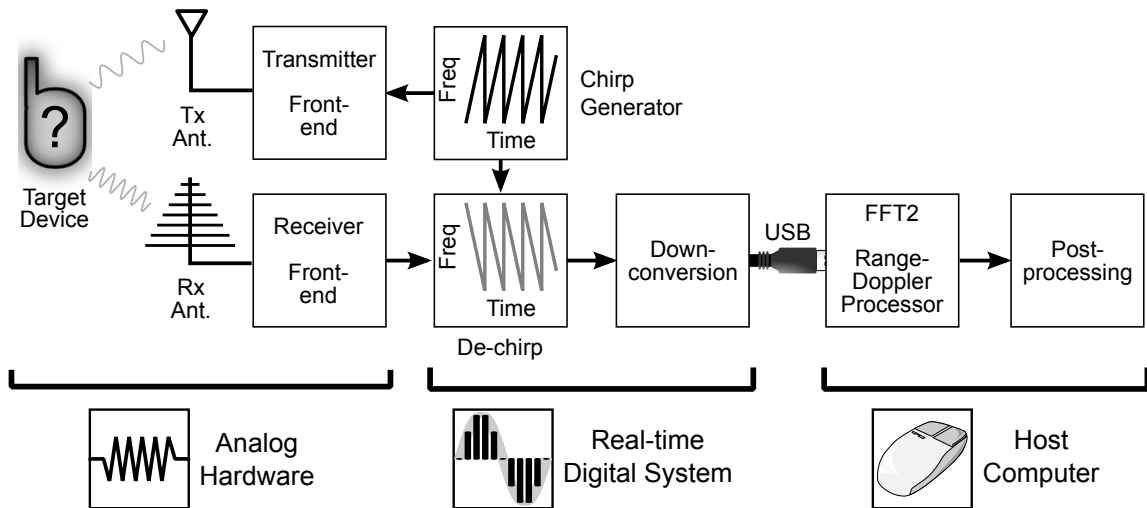 Transmitter
Front-
end
Freq
Time
Chirp
Generator
Tx
Ant.
?
Target
Device
Rx
Ant.
Receiver
Front-
end
Freq
Time
De-chirp
Down-
conversion
USB
FFT2
Range-
Doppler
Processor
Post-
processing
Analog
Hardware
Real-time
Digital System
Host
Computer